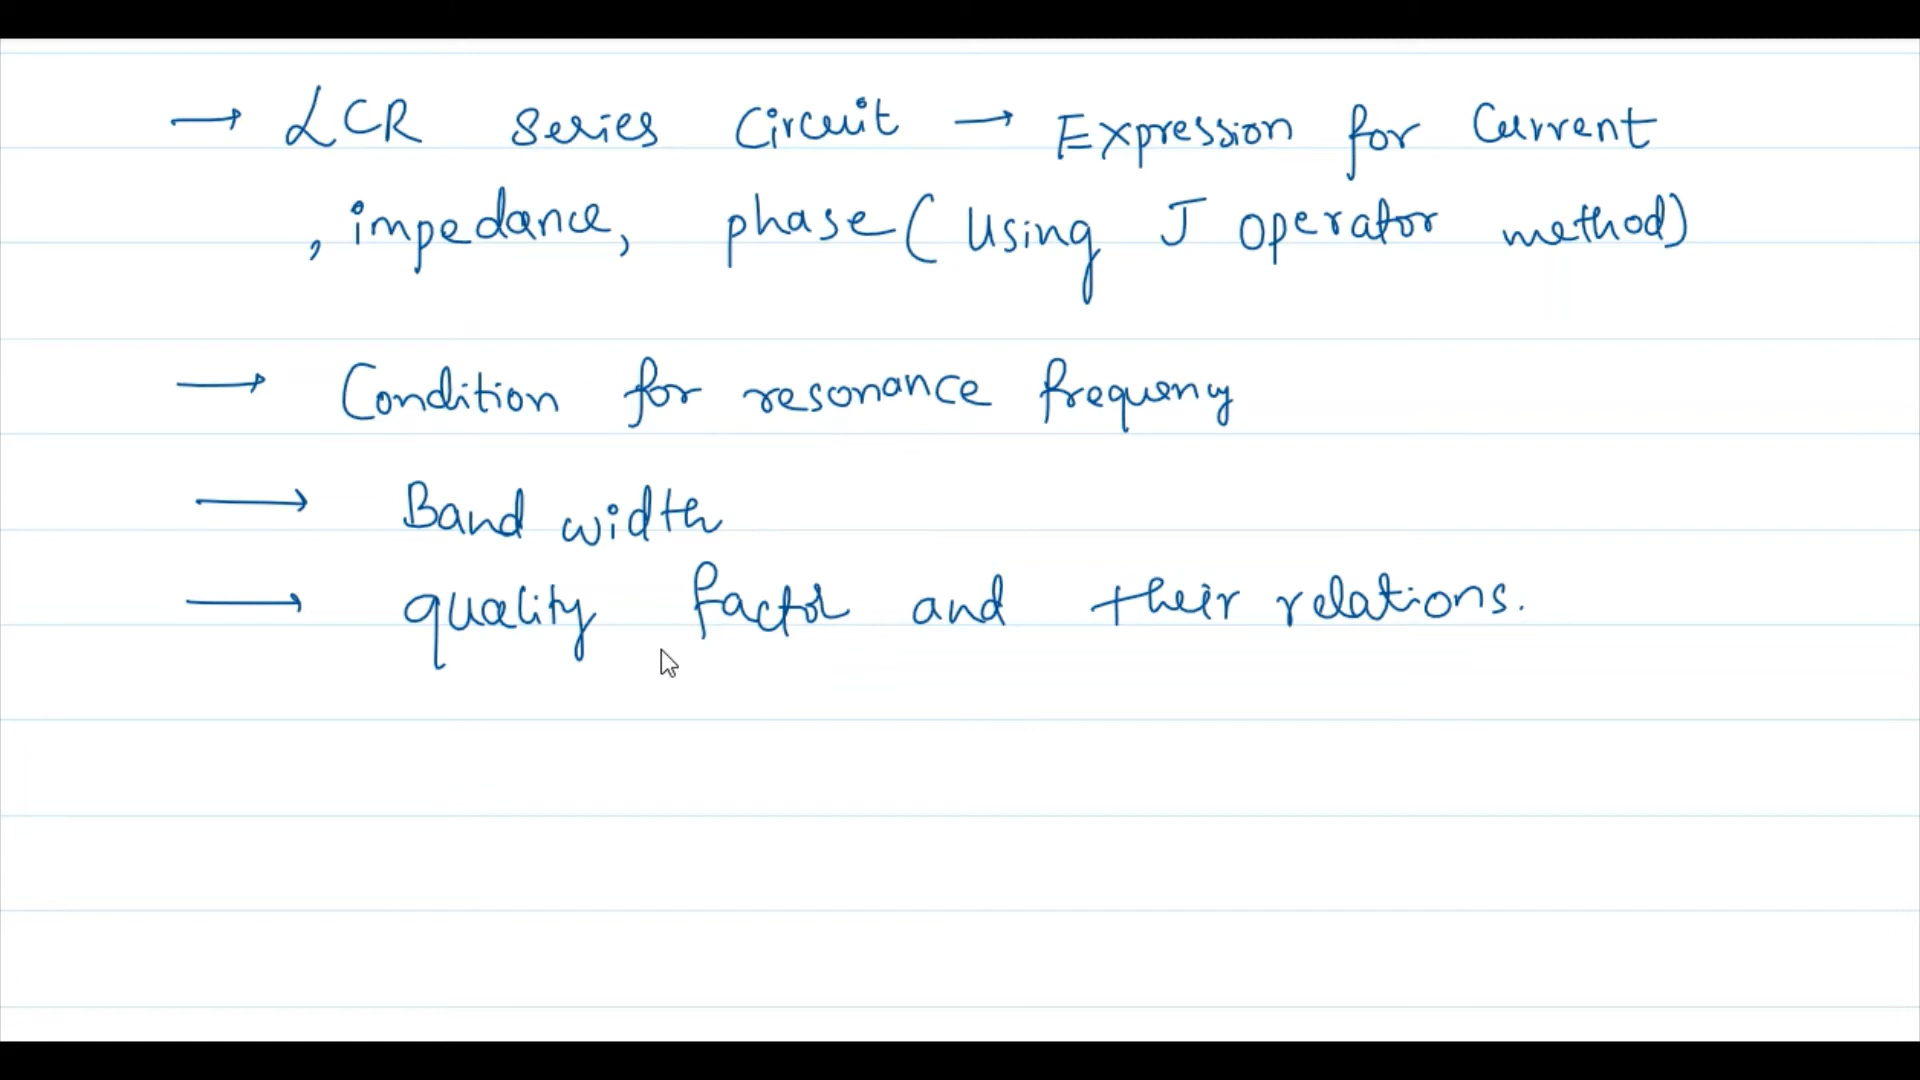 → LCR series Circuit → Expression for Current
, impedance, phase (Using J operator method)
→ Condition for resonance frequency
→ Band width
→ quality factor and their relations.